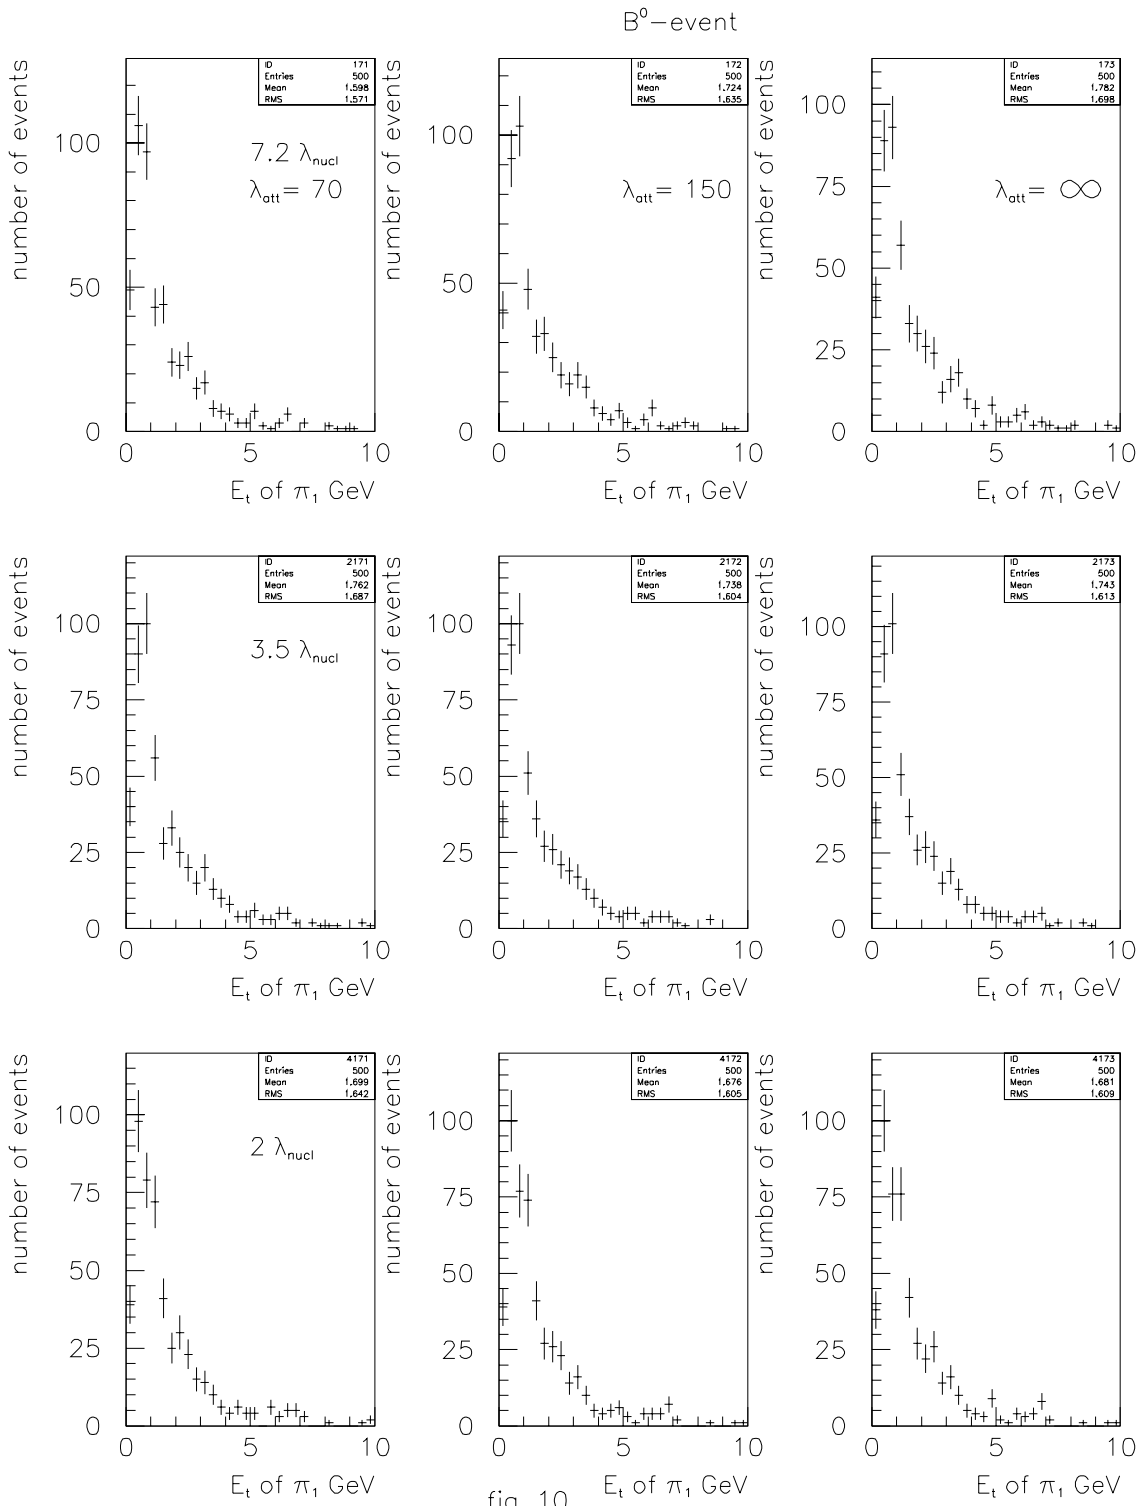 B⁰-event
number of events
ID 171
Entries 500
Mean 1.598
RMS 1.571
7.2 λnucl
λatt= 70
100
50
0
0 5 10
Et of π1 GeV
number of events
ID 172
Entries 500
Mean 1.724
RMS 1.635
λatt= 150
100
50
0
0 5 10
Et of π1 GeV
number of events
ID 173
Entries 500
Mean 1.782
RMS 1.698
λatt= ∞
100
75
50
25
0
0 5 10
Et of π1 GeV
number of events
ID 2171
Entries 500
Mean 1.762
RMS 1.687
3.5 λnucl
100
75
50
25
0
0 5 10
Et of π1 GeV
number of events
ID 2172
Entries 500
Mean 1.738
RMS 1.604
100
75
50
25
0
0 5 10
Et of π1 GeV
number of events
ID 2173
Entries 500
Mean 1.743
RMS 1.613
100
75
50
25
0
0 5 10
Et of π1 GeV
number of events
ID 4171
Entries 500
Mean 1.699
RMS 1.642
2 λnucl
100
75
50
25
0
0 5 10
Et of π1 GeV
number of events
ID 4172
Entries 500
Mean 1.676
RMS 1.605
100
75
50
25
0
0 5 10
Et of π1 GeV
number of events
ID 4173
Entries 500
Mean 1.681
RMS 1.609
100
75
50
25
0
0 5 10
Et of π1 GeV
fig. 10